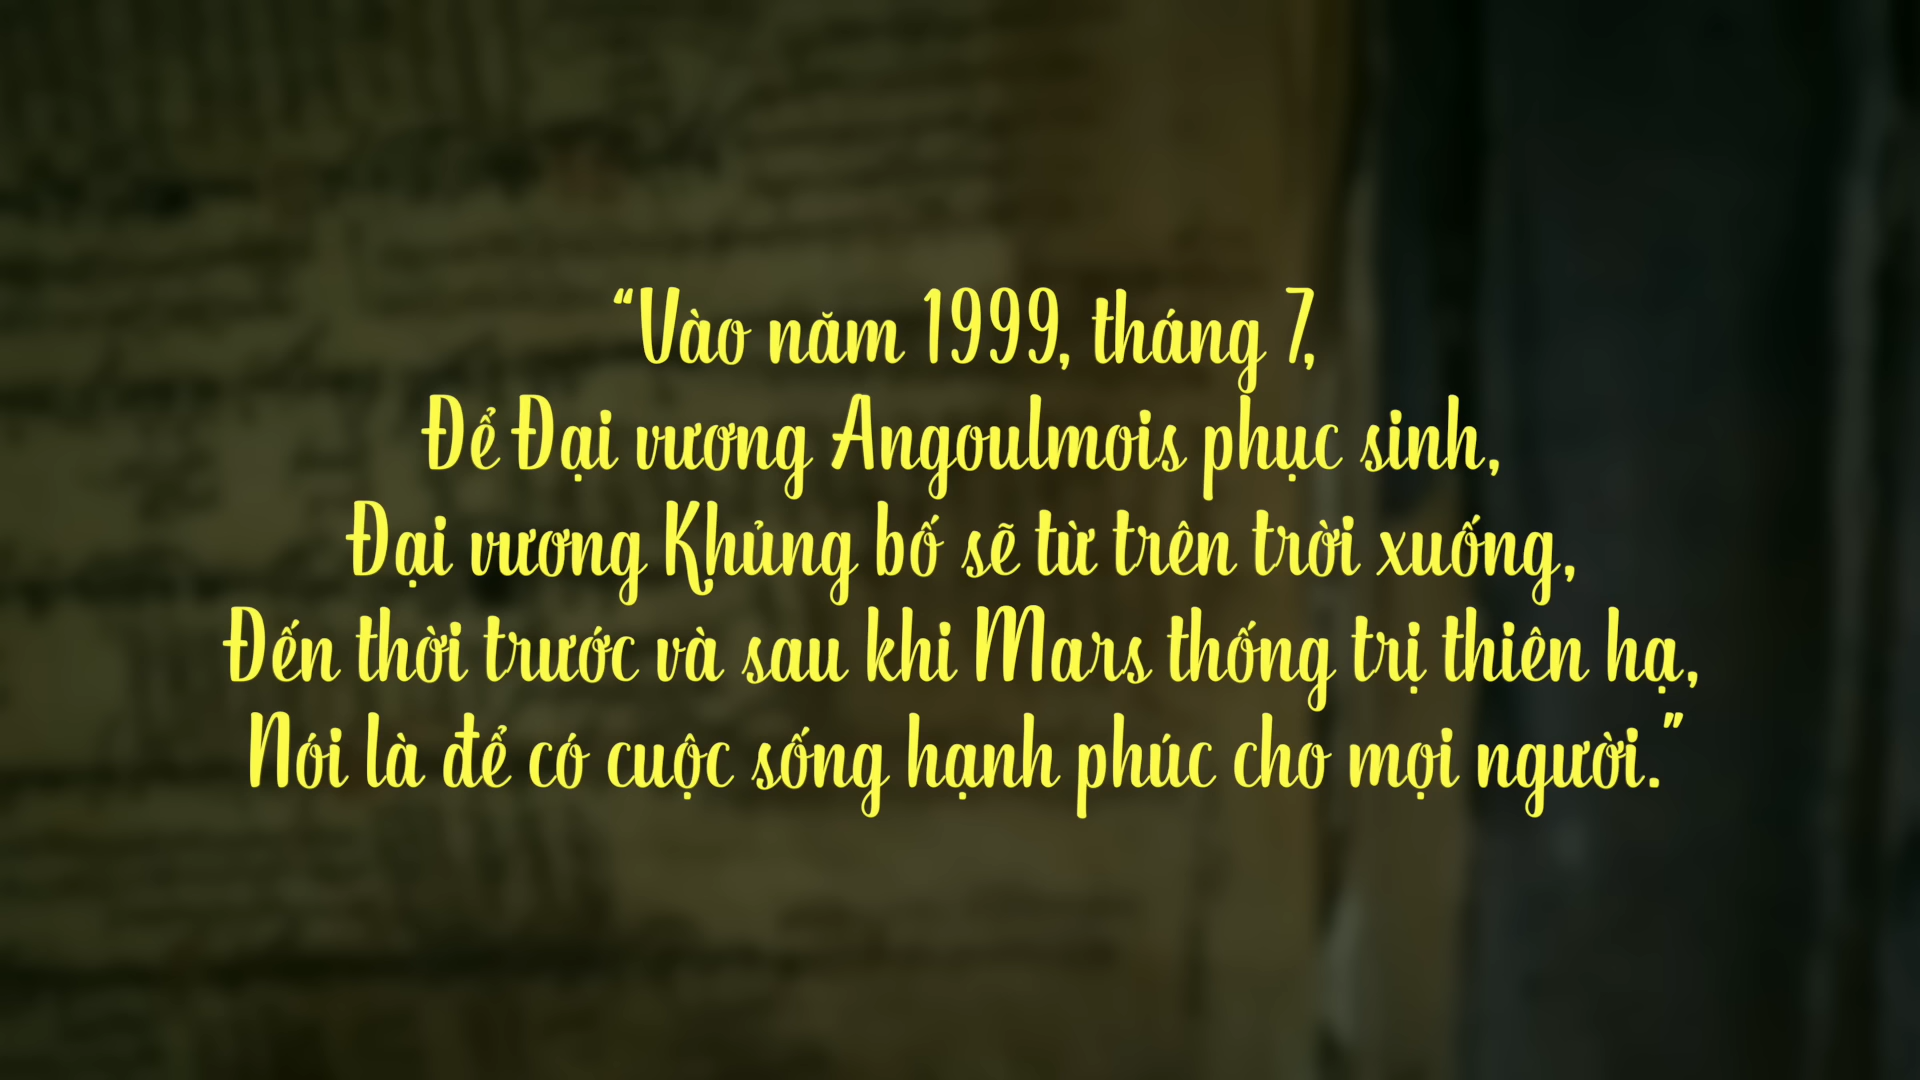 “Vào năm 1999, tháng 7,
Để Đại vương Angoulmois phục sinh,
Đại vương Khủng bố sẽ từ trên trời xuống,
Đến thời trước và sau khi Mars thống trị thiên hạ,
Nói là để có cuộc sống hạnh phúc cho mọi người.”